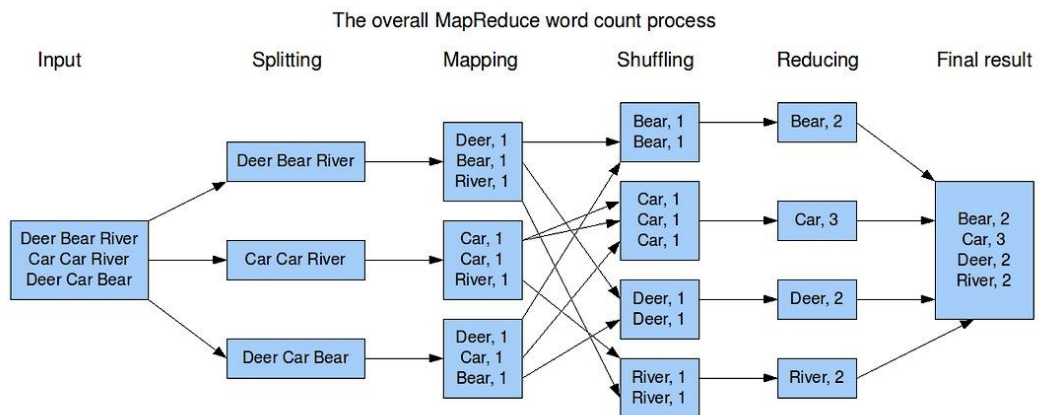 The overall MapReduce word count process
Input
Splitting
Mapping
Shuffling
Reducing
Final result
Deer Bear River
Car Car River
Deer Car Bear
Deer Bear River
Car Car River
Deer Car Bear
Deer, 1
Bear, 1
River, 1
Car, 1
Car, 1
River, 1
Deer, 1
Car, 1
Bear, 1
Bear, 1
Bear, 1
Car, 1
Car, 1
Car, 1
Deer, 1
Deer, 1
River, 1
River, 1
Bear, 2
Car, 3
Deer, 2
River, 2
Bear, 2
Car, 3
Deer, 2
River, 2